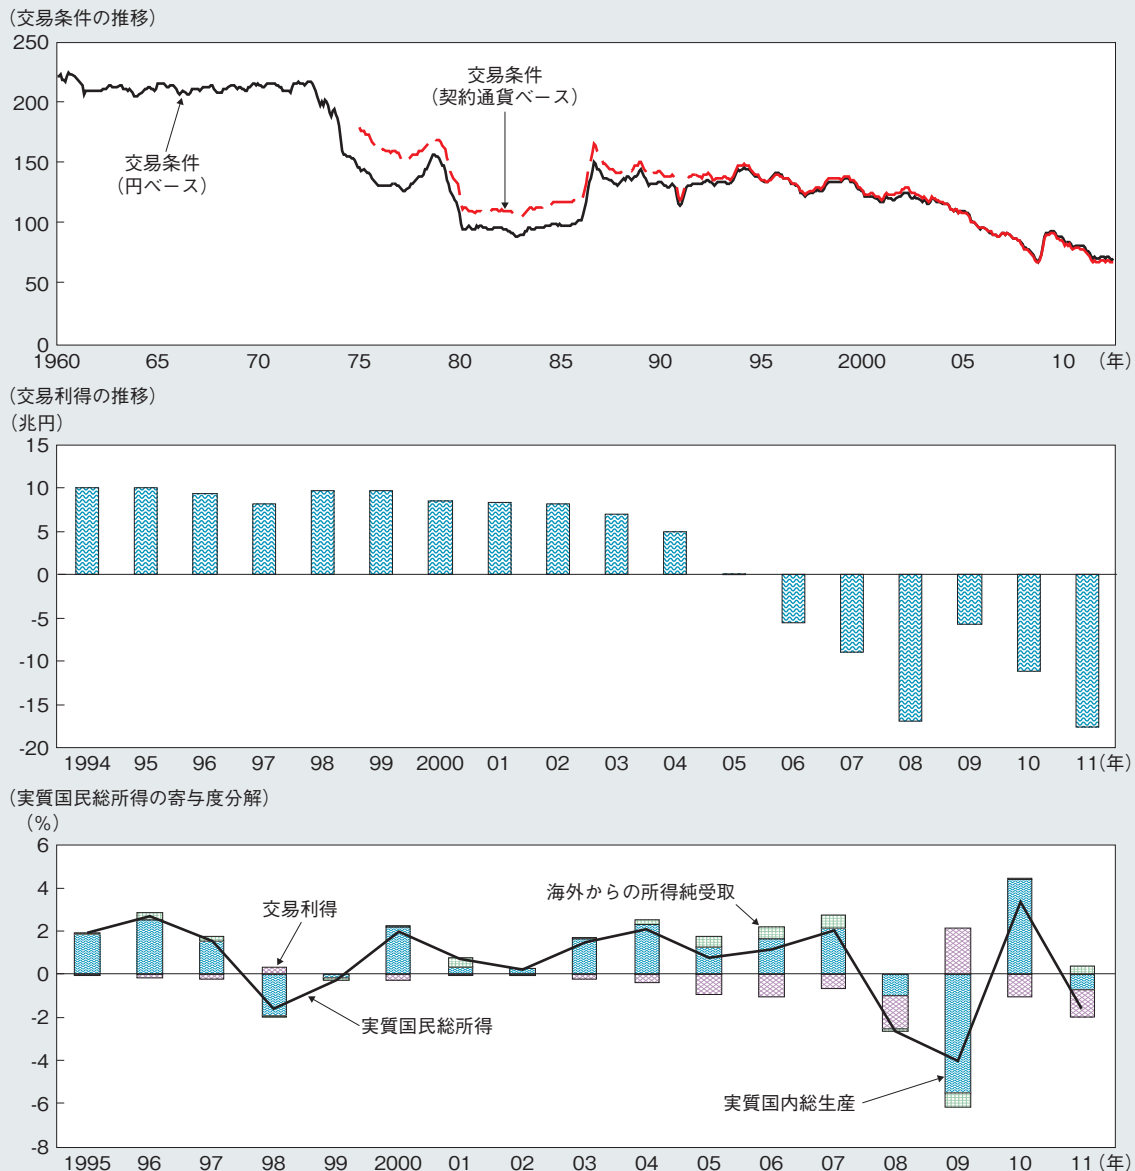 （交易条件の推移）
250
200
150
100
50
0
交易条件
（契約通貨ベース）
交易条件
（円ベース）
1960 65 70 75 80 85 90 95 2000 05 10 （年）
（交易利得の推移）
（兆円）
15
10
5
0
-5
-10
-15
-20
1994 95 96 97 98 99 2000 01 02 03 04 05 06 07 08 09 10 11（年）
（実質国民総所得の寄与度分解）
（%）
6
4
2
0
-2
-4
-6
-8
交易利得
海外からの所得純受取
実質国民総所得
実質国内総生産
1995 96 97 98 99 2000 01 02 03 04 05 06 07 08 09 10 11（年）